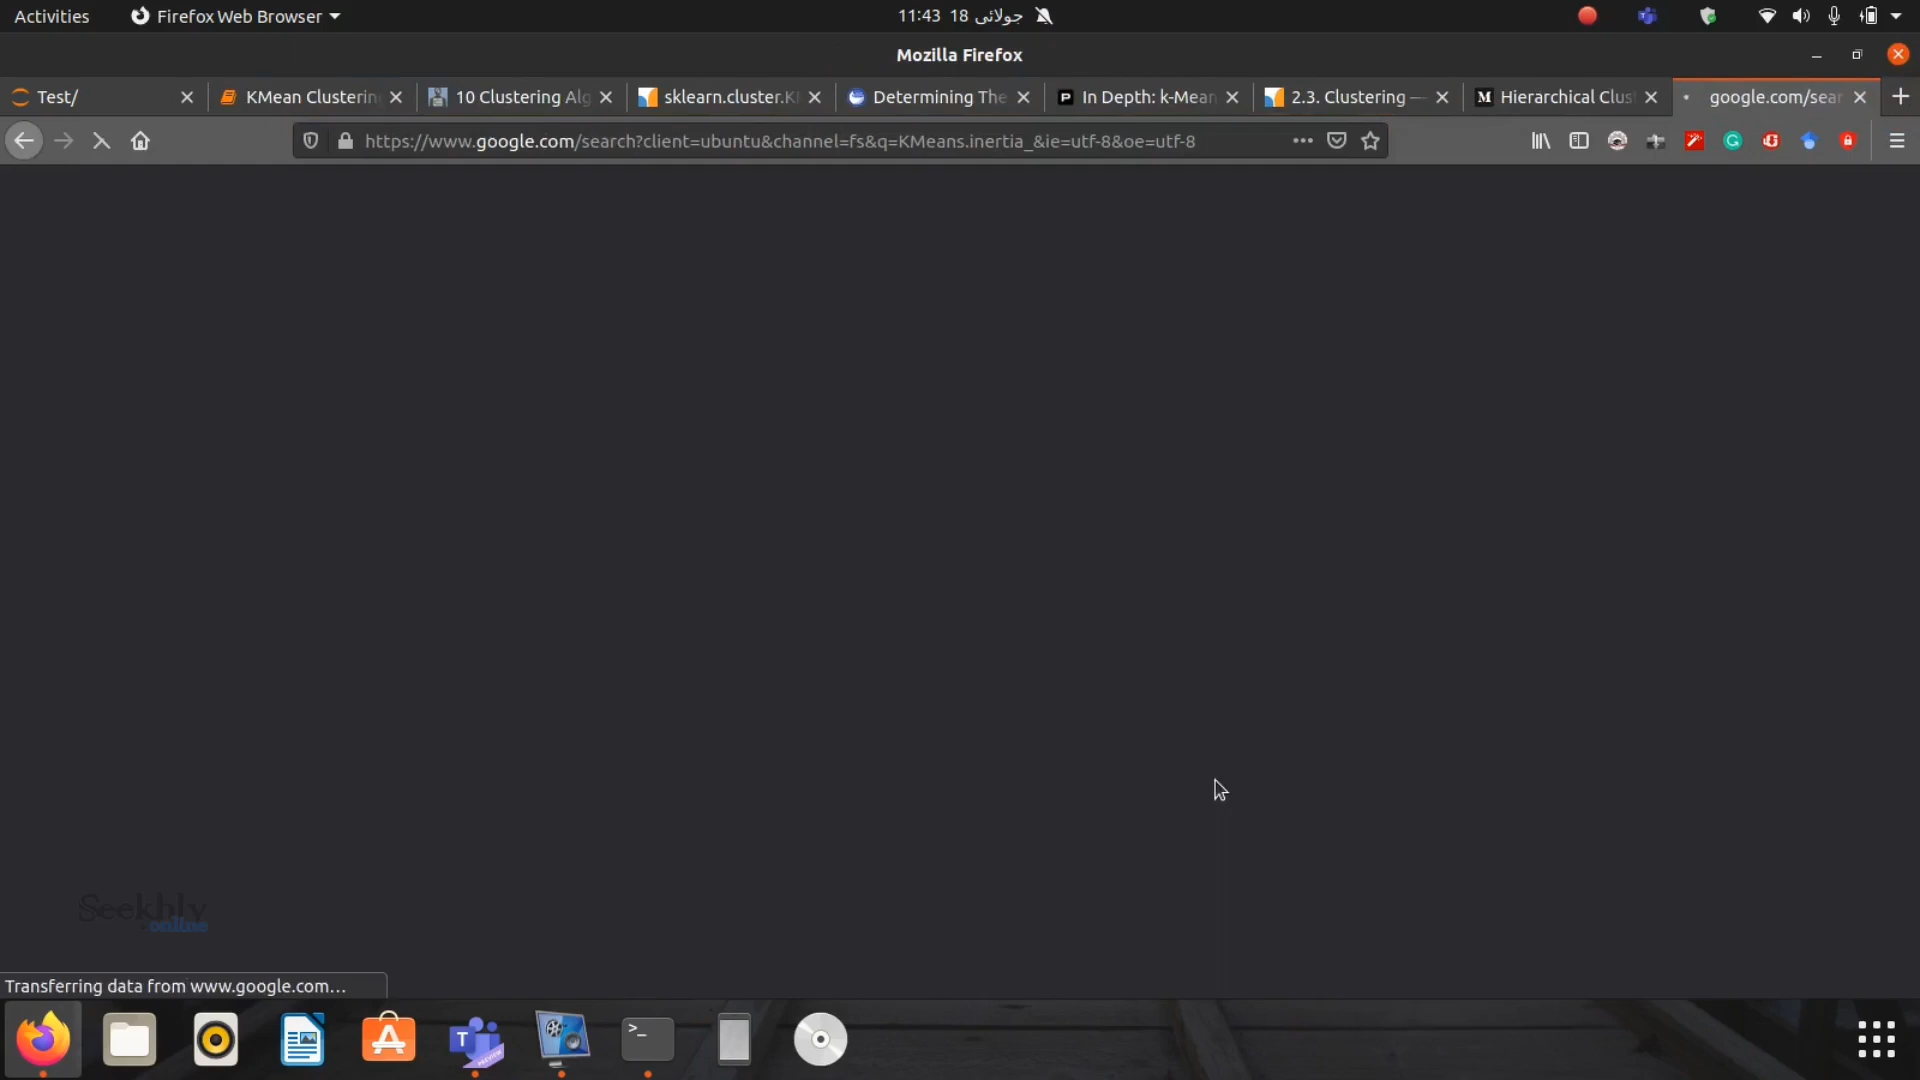 Activities
Firefox Web Browser
11:43 18 جولائی
Mozilla Firefox
Test/
KMean Clusterin
10 Clustering Alg
sklearn.cluster.K
Determining The
In Depth: k-Mean
2.3. Clustering —
Hierarchical Clus
google.com/sear
https://www.google.com/search?client=ubuntu&channel=fs&q=KMeans.inertia_&ie=utf-8&oe=utf-8
Seekhly
online
Transferring data from www.google.com...